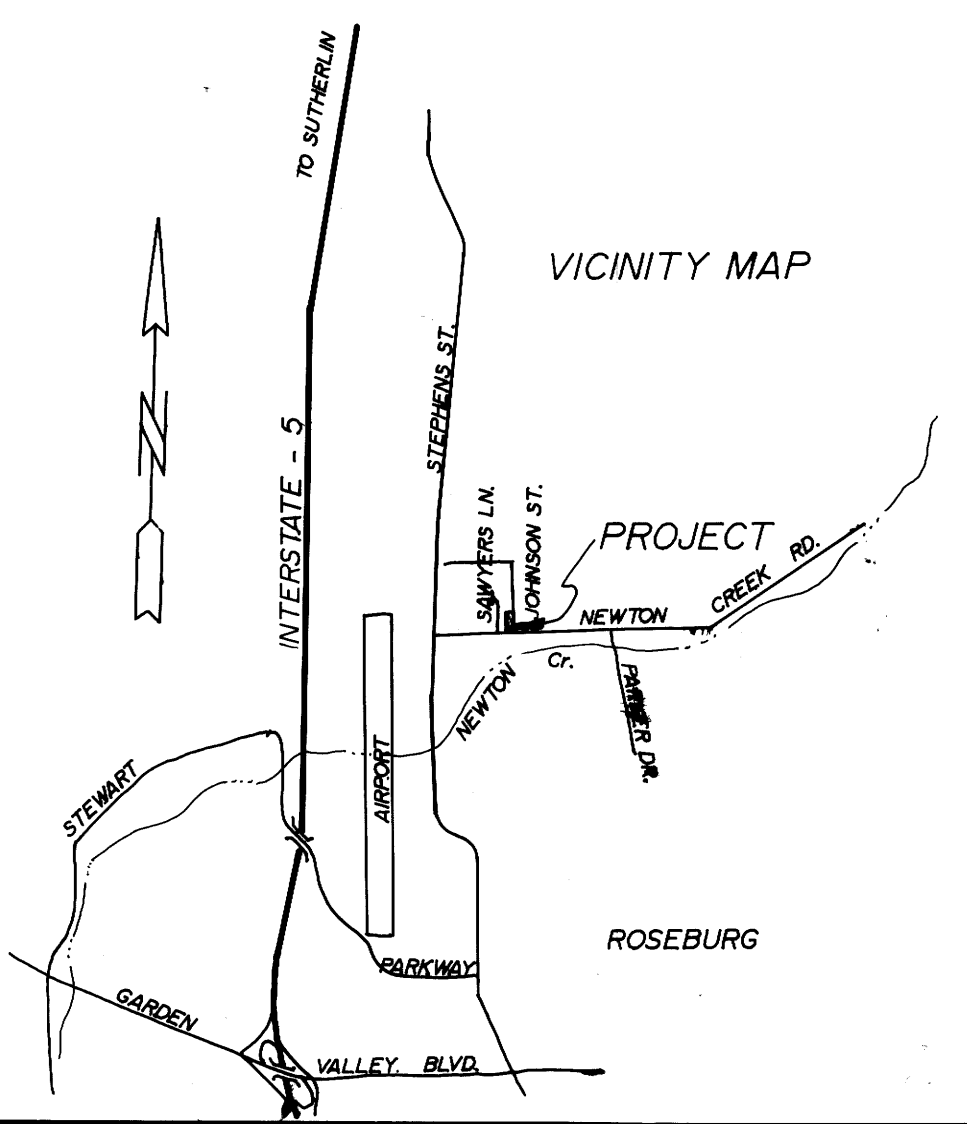 TO SUTHERLIN
VICINITY MAP
N
STEPHENS ST.
INTERSTATE - 5
SAWYERS LN.
JOHNSON ST.
PROJECT
NEWTON CREEK RD.
NEWTON Cr.
PARKER DR.
AIRPORT
STEWART PARKWAY
ROSEBURG
GARDEN VALLEY. BLVD.